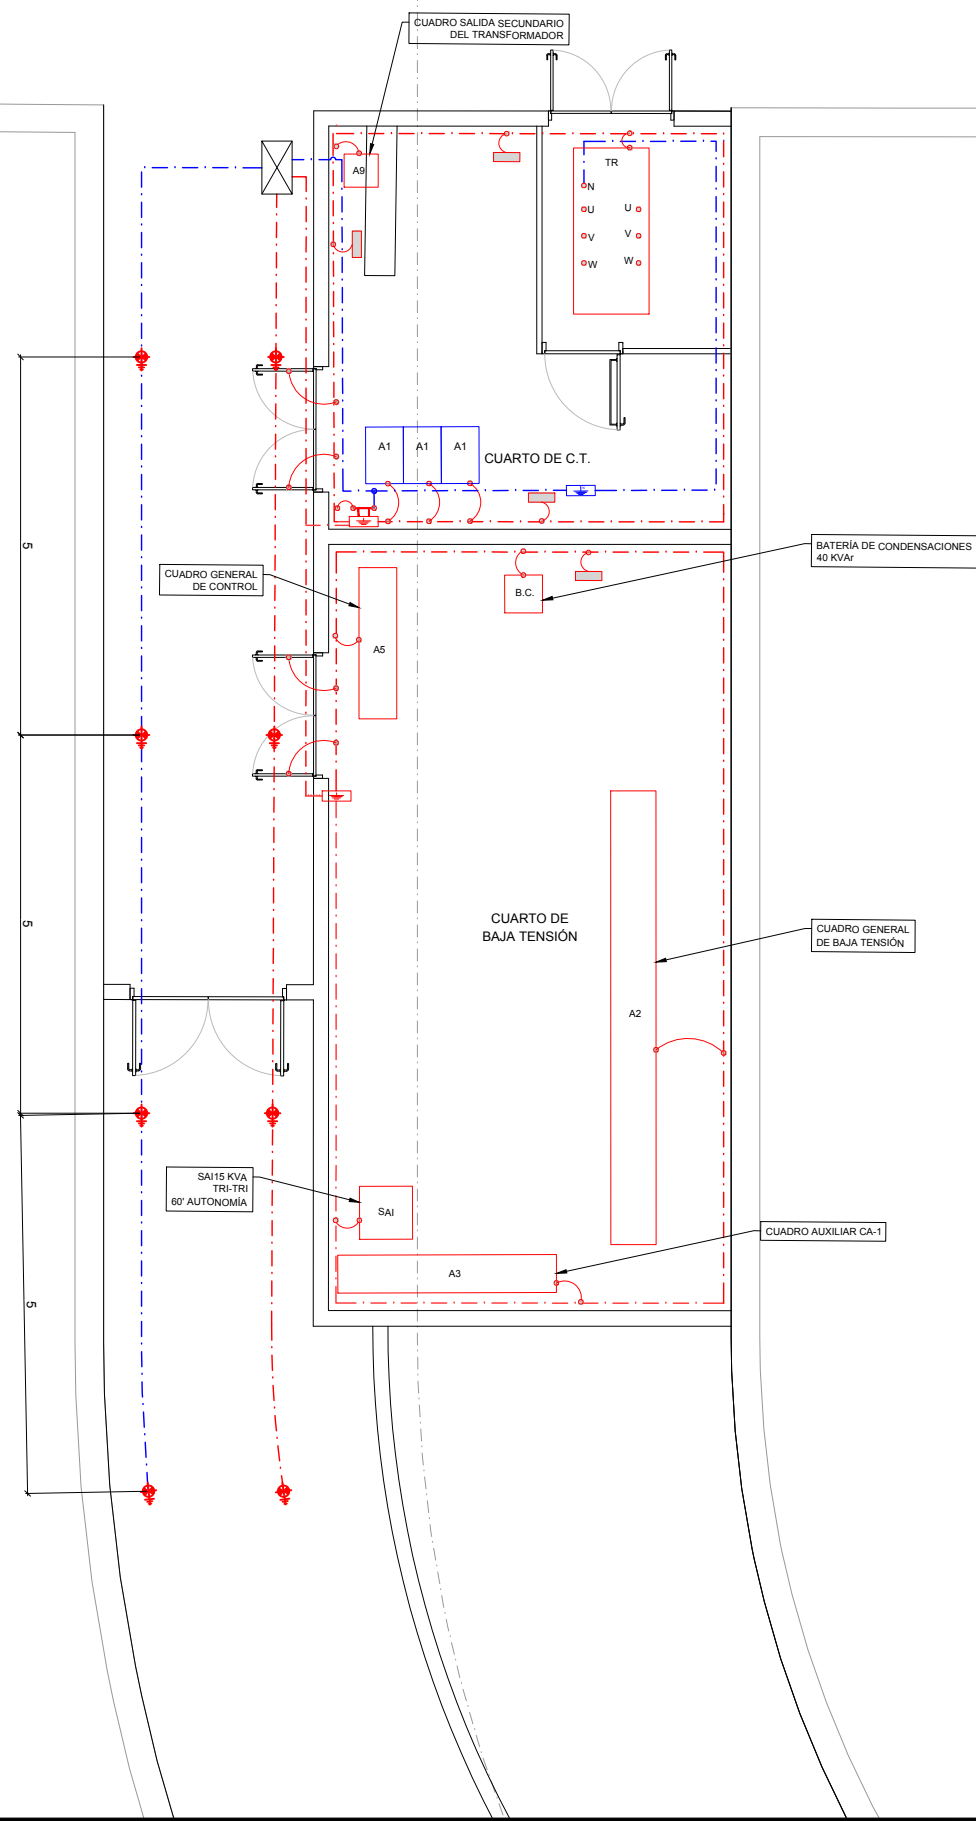 CUADRO SALIDA SECUNDARIO
DEL TRANSFORMADOR
A9
TR
N
U
U
V
V
W
W
A1
A1
A1
CUARTO DE C.T.
5
CUADRO GENERAL
DE CONTROL
A5
B.C.
BATERÍA DE CONDENSACIONES
40 KVAr
5
CUARTO DE
BAJA TENSIÓN
CUADRO GENERAL
DE BAJA TENSIÓN
A2
SAI15 KVA
TRI-TRI
60' AUTONOMÍA
SAI
CUADRO AUXILIAR CA-1
A3
5